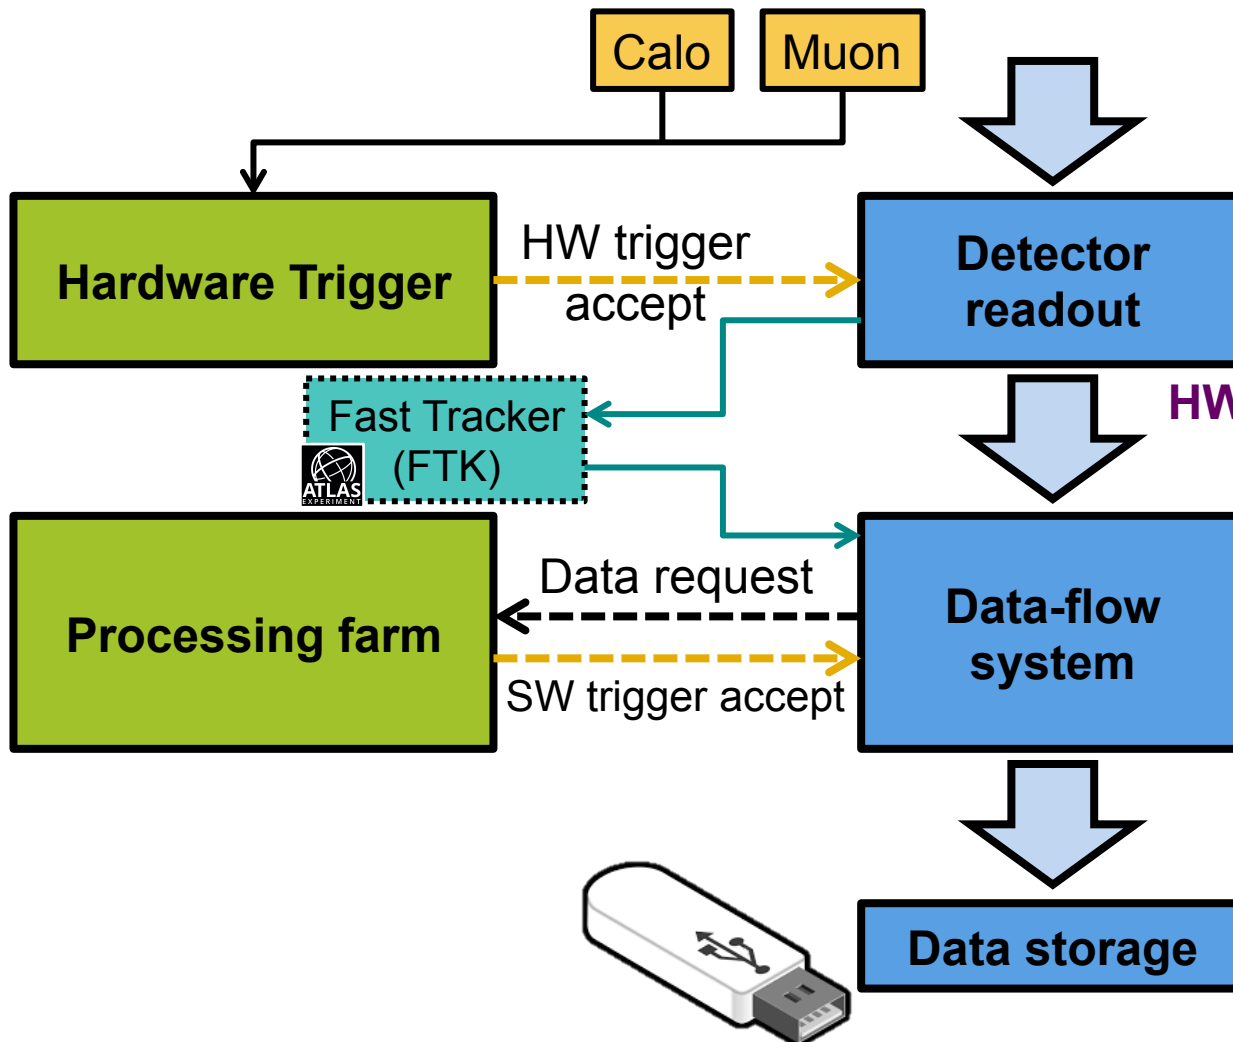 Calo
Muon
Hardware Trigger
HW trigger
accept
Detector
readout
HW
Fast Tracker
(FTK)
ATLAS
EXPERIMENT
Processing farm
Data request
SW trigger accept
Data-flow
system
Data storage